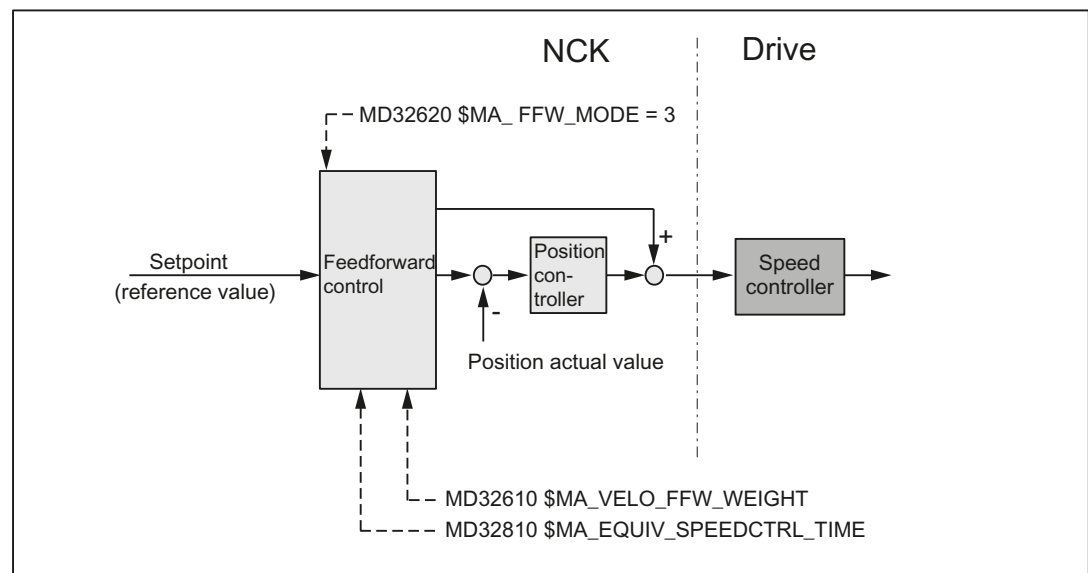 NCK
Drive
MD32620 $MA_ FFW_MODE = 3
+
Setpoint
(reference value)
Feedforward
control
Position
con-
troller
Speed
controller
-
Position actual value
MD32610 $MA_VELO_FFW_WEIGHT
MD32810 $MA_EQUIV_SPEEDCTRL_TIME